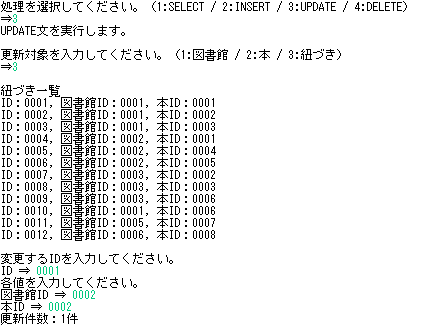 処理を選択してください。（1:SELECT / 2:INSERT / 3:UPDATE / 4:DELETE）
⇒3
UPDATE文を実行します。
更新対象を入力してください。（1:図書館 / 2:本 / 3:紐づき）
⇒3
紐づき一覧
ID：0001, 図書館ID：0001, 本ID：0001
ID：0002, 図書館ID：0001, 本ID：0002
ID：0003, 図書館ID：0001, 本ID：0003
ID：0004, 図書館ID：0002, 本ID：0001
ID：0005, 図書館ID：0002, 本ID：0004
ID：0006, 図書館ID：0002, 本ID：0005
ID：0007, 図書館ID：0003, 本ID：0002
ID：0008, 図書館ID：0003, 本ID：0003
ID：0009, 図書館ID：0003, 本ID：0006
ID：0010, 図書館ID：0001, 本ID：0006
ID：0011, 図書館ID：0005, 本ID：0007
ID：0012, 図書館ID：0006, 本ID：0008
変更するIDを入力してください。
ID ⇒ 0001
各値を入力してください。
図書館ID ⇒ 0002
本ID ⇒ 0002
更新件数：1件